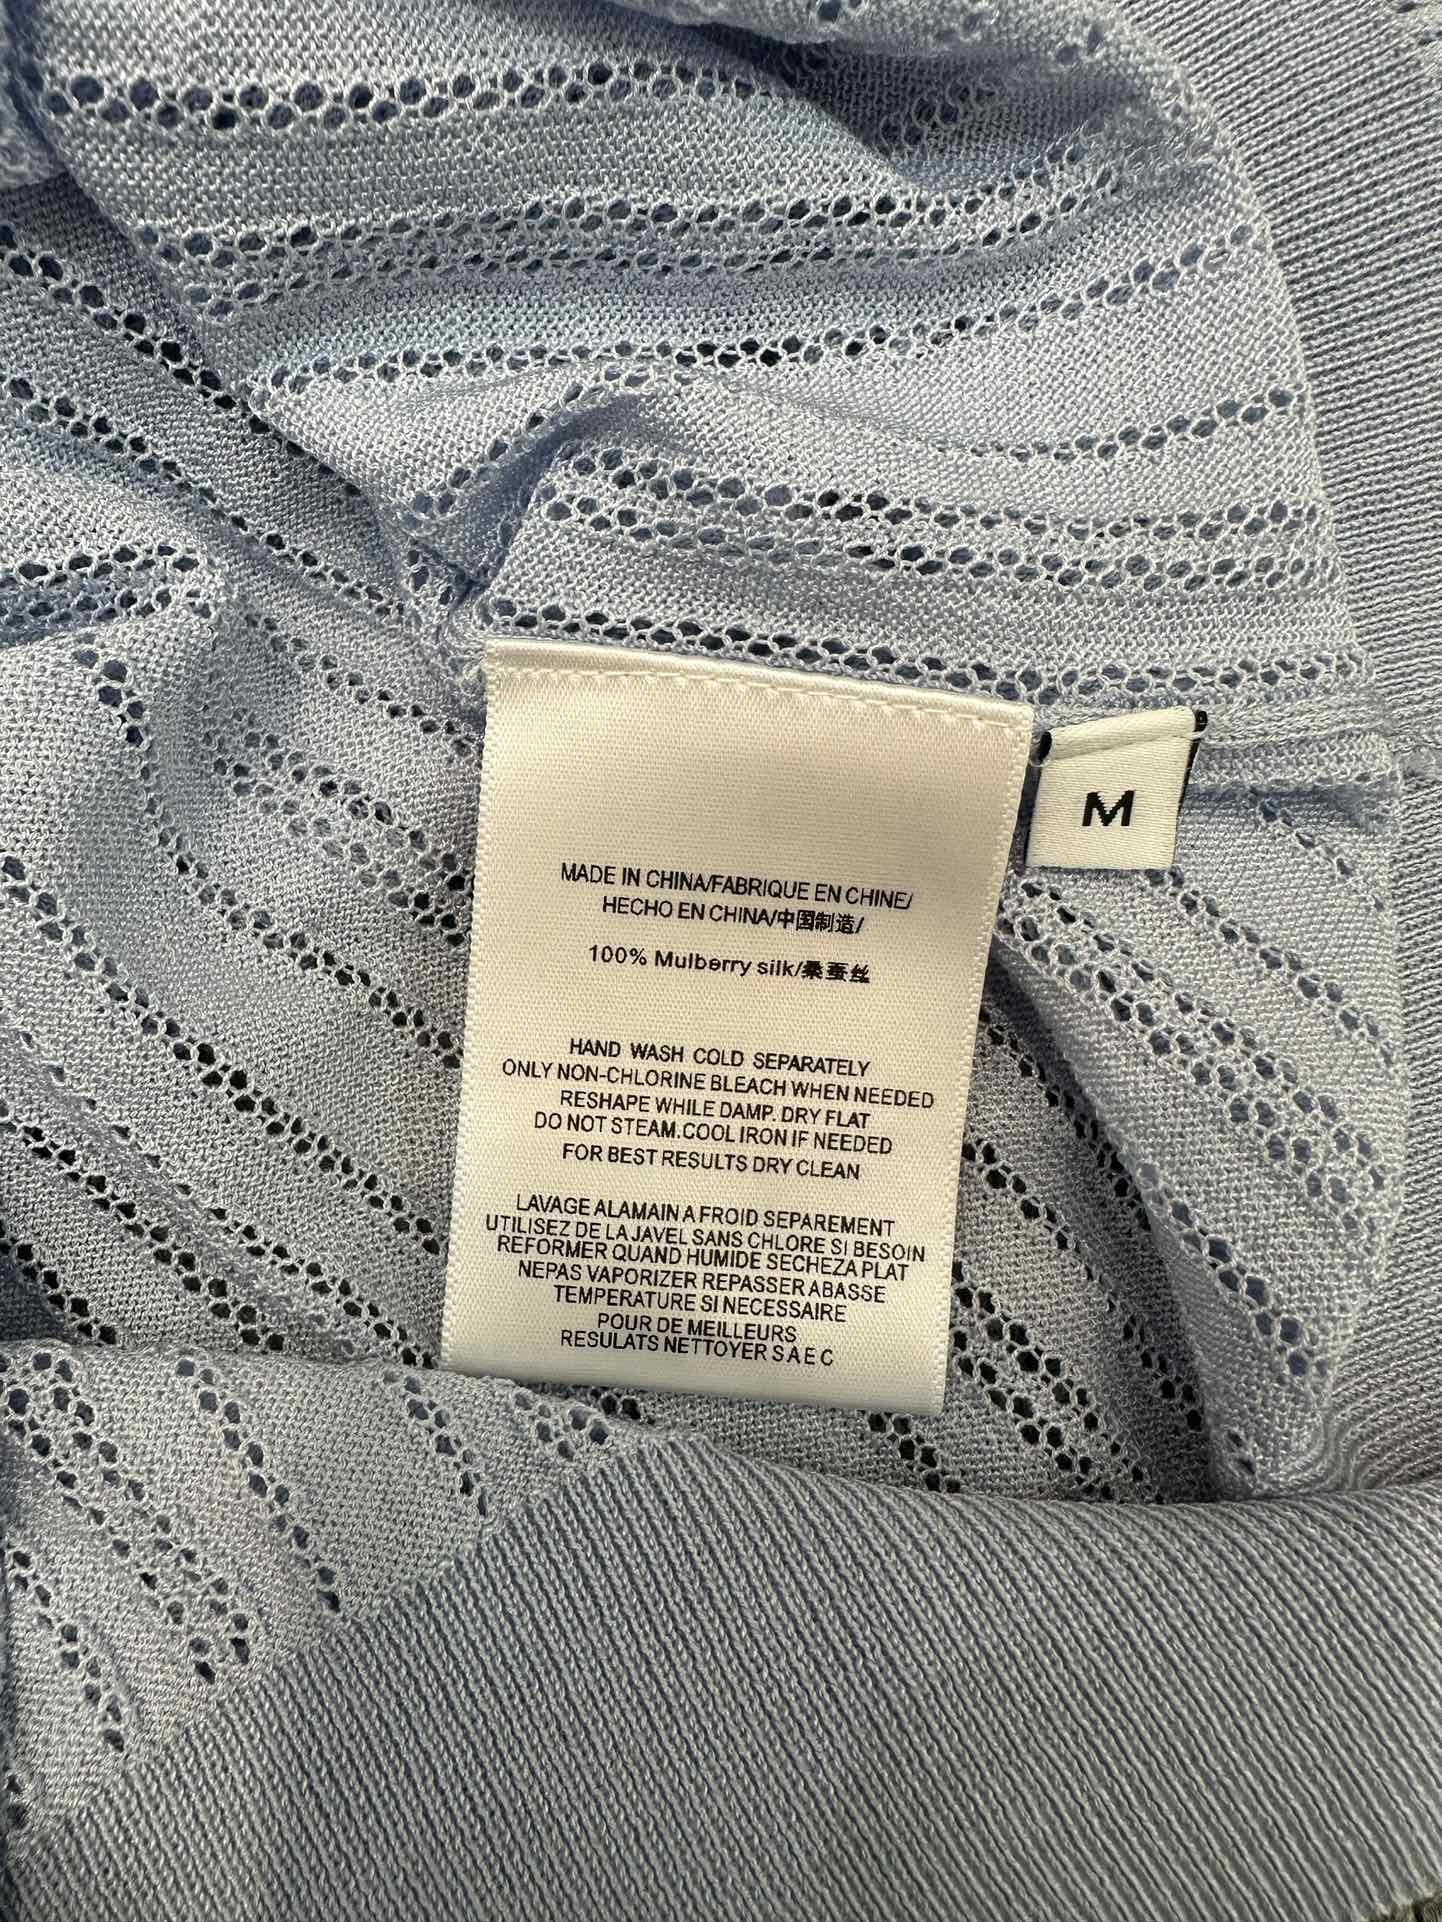 MADE IN CHINA/FABRIQUE EN CHINE/
HECHO EN CHINA/中国制造/
100% Mulberry silk/桑蚕丝
HAND WASH COLD SEPARATELY
ONLY NON-CHLORINE BLEACH WHEN NEEDED
RESHAPE WHILE DAMP. DRY FLAT
DO NOT STEAM.COOL IRON IF NEEDED
FOR BEST RESULTS DRY CLEAN
LAVAGE ALAMAIN A FROID SEPAREMENT
UTILISEZ DE LA JAVEL SANS CHLORE SI BESOIN
REFORMER QUAND HUMIDE SECHEZA PLAT
NEPAS VAPORIZER REPASSER ABASSE
TEMPERATURE SI NECESSAIRE
POUR DE MEILLEURS
RESULATS NETTOYER S A E C
M